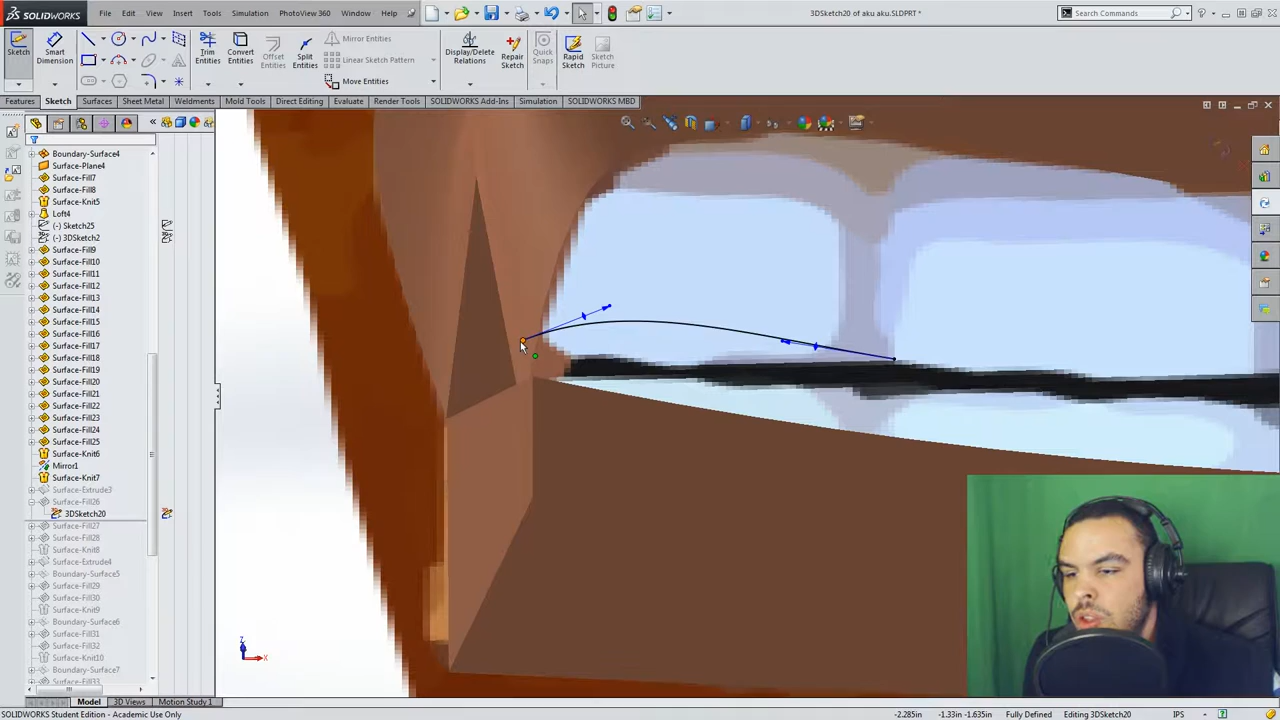 SOLIDWORKS
File Edit View Insert Tools Simulation PhotoView 360 Window Help
3DSketch20 of aku aku.SLDPRT *
Search Commands
Sketch
Smart Dimension
Trim Entities
Convert Entities
Offset Entities
Split Entities
Mirror Entities
Linear Sketch Pattern
Move Entities
Display/Delete Relations
Repair Sketch
Quick Snaps
Rapid Sketch
Sketch Picture
Features Sketch Surfaces Sheet Metal Weldments Mold Tools Direct Editing Evaluate Render Tools SOLIDWORKS Add-Ins Simulation SOLIDWORKS MBD
Boundary-Surface4
Surface-Plane4
Surface-Fill7
Surface-Fill8
Surface-Knit5
Loft4
(-) Sketch25
(-) 3DSketch2
Surface-Fill9
Surface-Fill10
Surface-Fill11
Surface-Fill12
Surface-Fill13
Surface-Fill14
Surface-Fill15
Surface-Fill16
Surface-Fill17
Surface-Fill18
Surface-Fill19
Surface-Fill20
Surface-Fill21
Surface-Fill22
Surface-Fill23
Surface-Fill24
Surface-Fill25
Surface-Knit6
Mirror1
Surface-Knit7
Surface-Extrude3
Surface-Fill26
3DSketch20
Surface-Fill27
Surface-Fill28
Surface-Knit8
Surface-Extrude4
Boundary-Surface5
Surface-Fill29
Surface-Fill30
Surface-Knit9
Boundary-Surface6
Surface-Fill31
Surface-Fill32
Surface-Knit10
Boundary-Surface7
Surface-Fill33
Z
X
Model 3D Views Motion Study 1
SOLIDWORKS Student Edition - Academic Use Only
-2.285in -1.33in -1.635in Fully Defined Editing 3DSketch20 IPS